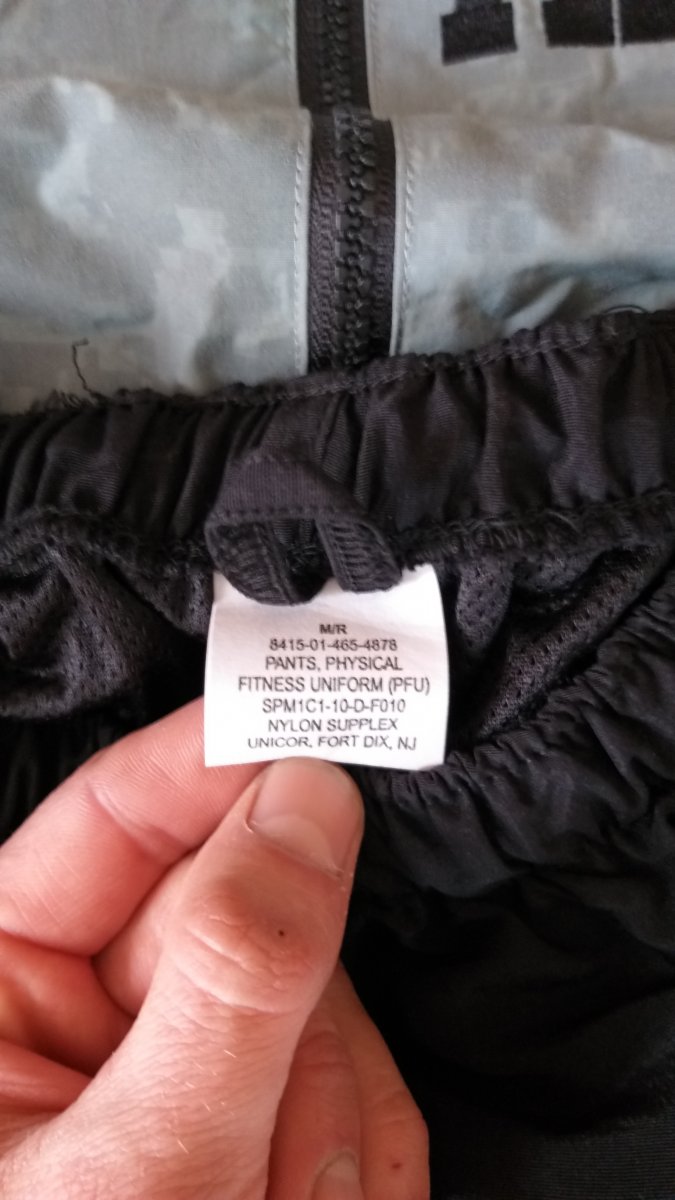 M/R
8415-01-465-4878
PANTS, PHYSICAL
FITNESS UNIFORM (PFU)
SPM1C1-10-D-F010
NYLON SUPPLEX
UNICOR, FORT DIX, NJ